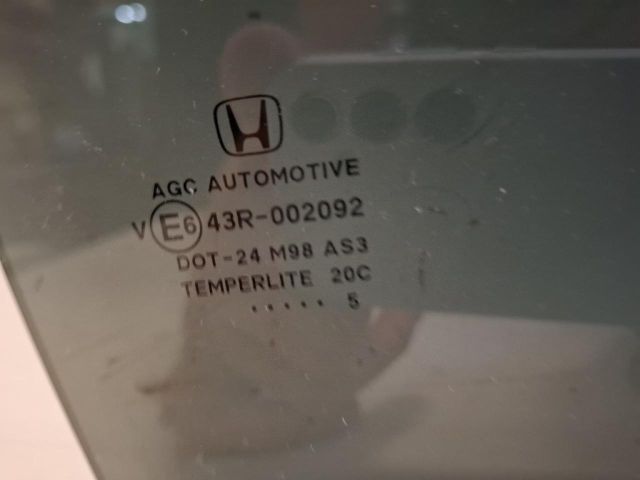 AGC AUTOMOTIVE
V E6 43R-002092
DOT-24 M98 AS3
TEMPERLITE 20C
..... 5